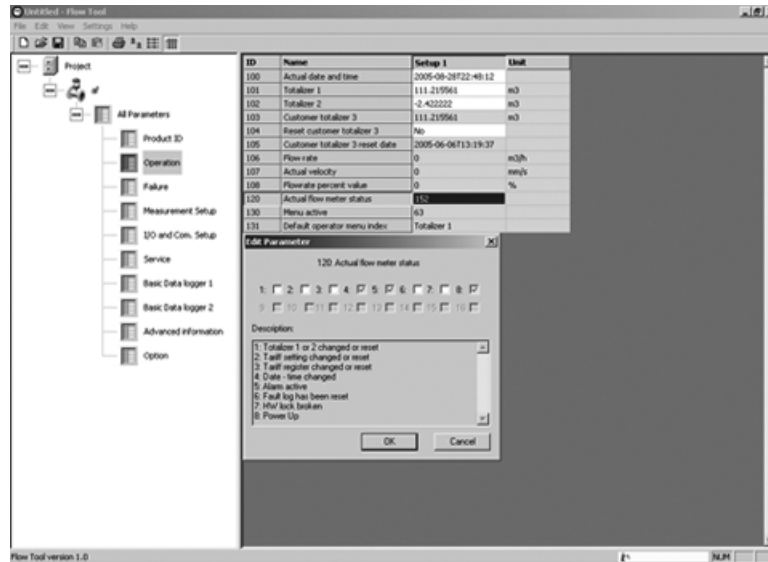 Untitled - Flow Tool
File Edit View Settings Help
Project
of
All Parameters
Product ID
Operation
Failure
Measurement Setup
I/O and Com. Setup
Service
Basic Data logger 1
Basic Data logger 2
Advanced information
Option
ID Name Setup 1 Unit
100 Actual date and time 2005-08-28T22:48:12
101 Totalizer 1 111.215561 m3
102 Totalizer 2 -2.422222 m3
103 Customer totalizer 3 111.215561 m3
104 Reset customer totalizer 3 No
105 Customer totalizer 3 reset date 2005-06-06T13:19:37
106 Flow rate 0 m3/h
107 Actual velocity 0 mm/s
108 Flowrate percent value 0 %
120 Actual flow meter status 152
130 Menu active 63
131 Default operator menu index Totalizer 1
Edit Parameter
120 Actual flow meter status
1: 2: 3: 4: 5: 6: 7: 8:
9 10 11 12 13 14 15 16
Description:
1: Totalizer 1 or 2 changed or reset
2: Tariff setting changed or reset
3: Tariff register changed or reset
4: Date - time changed
5: Alarm active
6: Fault log has been reset
7: HW lock broken
8: Power Up
OK Cancel
Flow Tool version 1.0 NUM